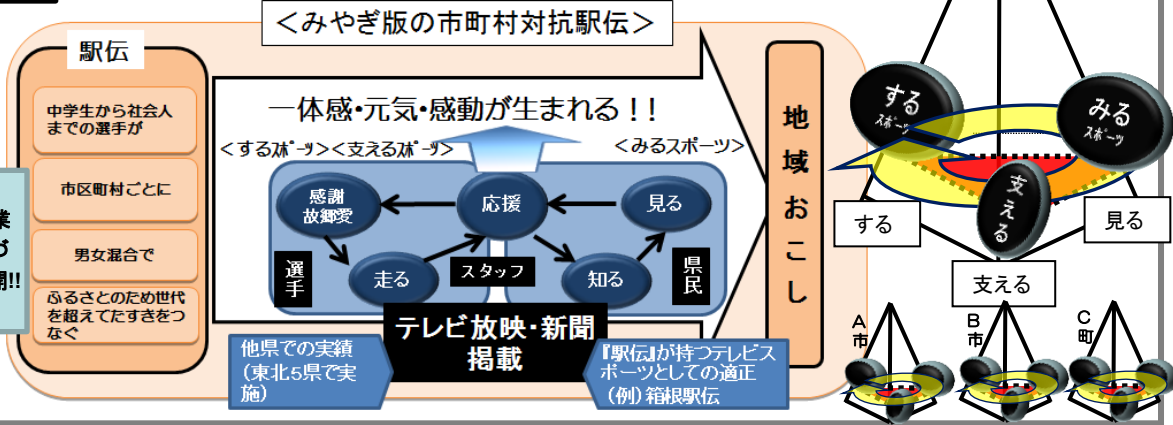 <みやぎ版の市町村対抗駅伝>
駅伝
中学生から社会人
までの選手が
市区町村ごとに
男女混合で
ふるさとのため世代
を超えてたすきをつ
なぐ
業
づ
!!
一体感・元気・感動が生まれる!!
<するスポーツ><支えるスポーツ>
<みるスポーツ>
感謝
故郷愛
応援
見る
走る
知る
選手
スタッフ
県民
テレビ放映・新聞
掲載
他県での実績
(東北5県で実
施)
『駅伝』が持つテレビス
ポーツとしての適正
(例)箱根駅伝
地域おこし
する
スポーツ
みる
スポーツ
支える
する
見る
支える
A市
B市
C町